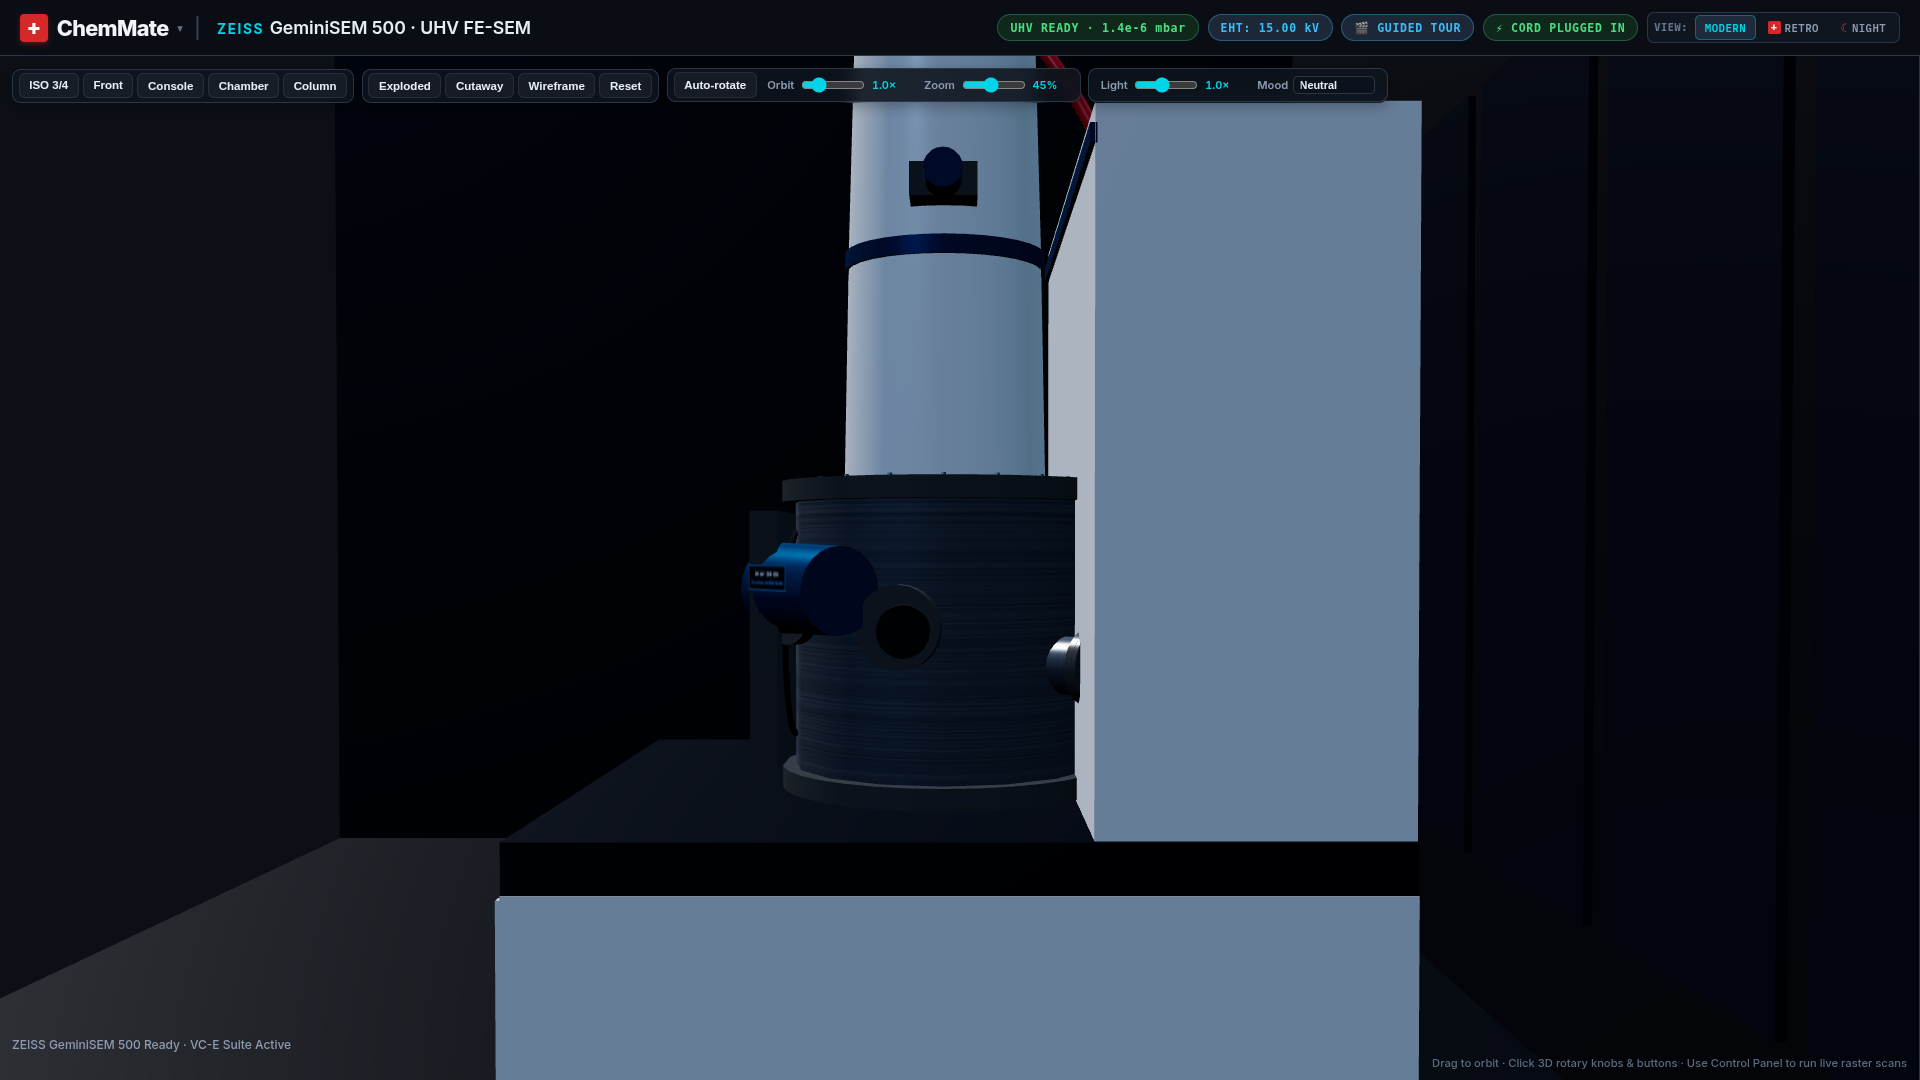 ChemMate ▾ ZEISS GeminiSEM 500 · UHV FE-SEM UHV READY · 1.4e-6 mbar EHT: 15.00 kV 🎬 GUIDED TOUR ⚡ CORD PLUGGED IN VIEW: MODERN RETRO ☾NIGHT
ISO 3/4 Front Console Chamber Column Exploded Cutaway Wireframe Reset Auto-rotate Orbit 1.0× Zoom 45% Light 1.0× Mood Neutral
ZEISS GeminiSEM 500 Ready · VC-E Suite Active
Drag to orbit · Click 3D rotary knobs & buttons · Use Control Panel to run live raster scans